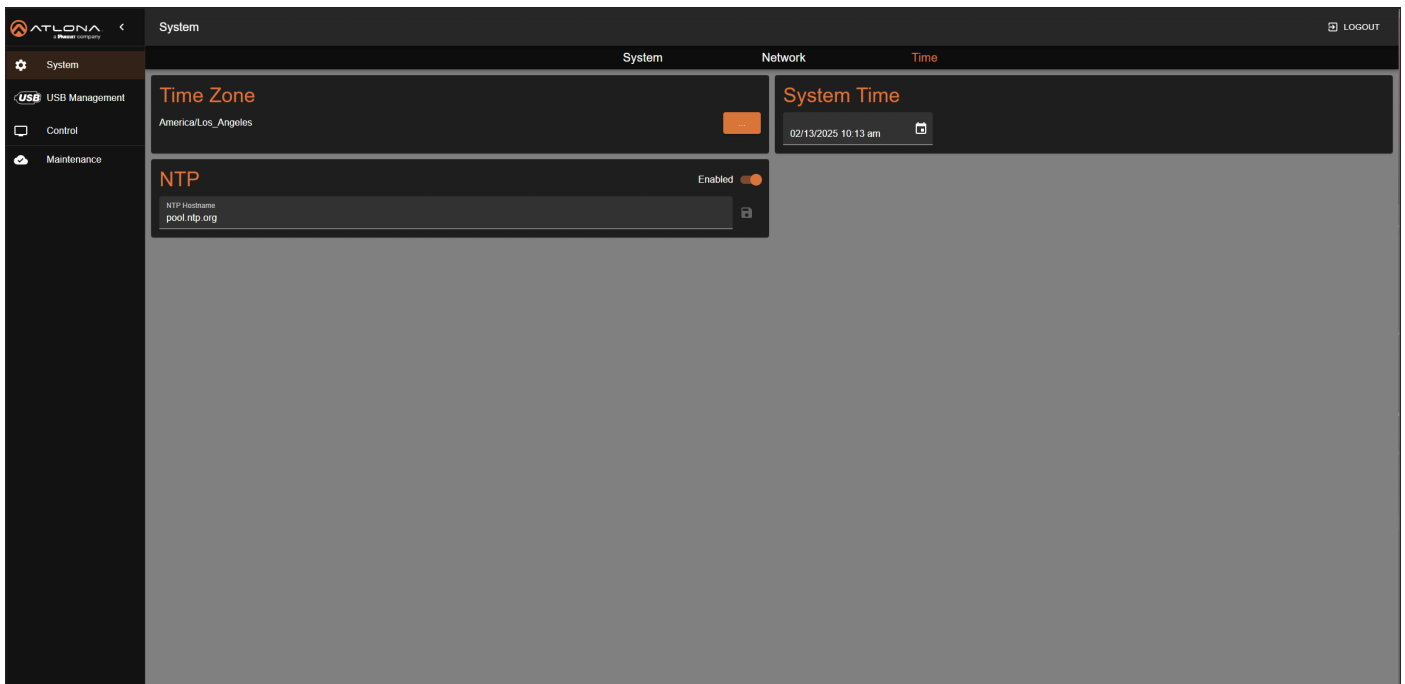 ATLONA
a Panduit company
System
LOGOUT
System
USB USB Management
Control
Maintenance
System Network Time
Time Zone
America/Los_Angeles
...
System Time
02/13/2025 10:13 am
NTP
Enabled
NTP Hostname
pool.ntp.org